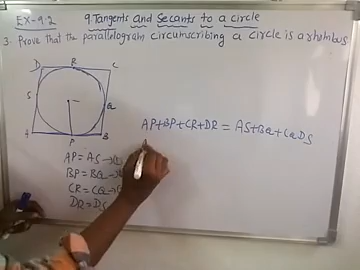 EX-9.2 9.Tangents and Secants to a circle
3. Prove that the parallelogram circumscribing a circle is a rhombus
D R C
S Q
A P B
AP+BP+CR+DR = AS+BQ+CQDS
AP=AS
BP=BQ
CR=CQ
DR=DS